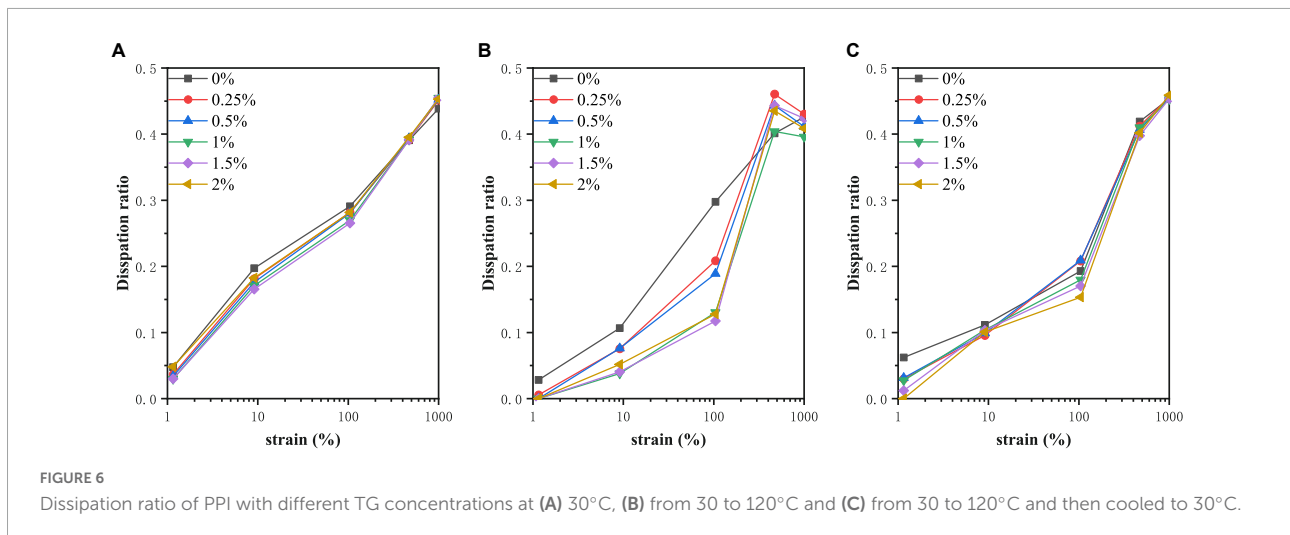 A
0.5
0.4
0.3
0.2
0.1
0.0
Disspation ratio
0%
0.25%
0.5%
1%
1.5%
2%
1 10 100 1000
strain (%)
B
0.5
0.4
0.3
0.2
0.1
0.0
Disspation ratio
0%
0.25%
0.5%
1%
1.5%
2%
1 10 100 1000
strain (%)
C
0.5
0.4
0.3
0.2
0.1
0.0
Disspation ratio
0%
0.25%
0.5%
1%
1.5%
2%
1 10 100 1000
strain (%)
FIGURE 6
Dissipation ratio of PPI with different TG concentrations at (A) 30°C, (B) from 30 to 120°C and (C) from 30 to 120°C and then cooled to 30°C.